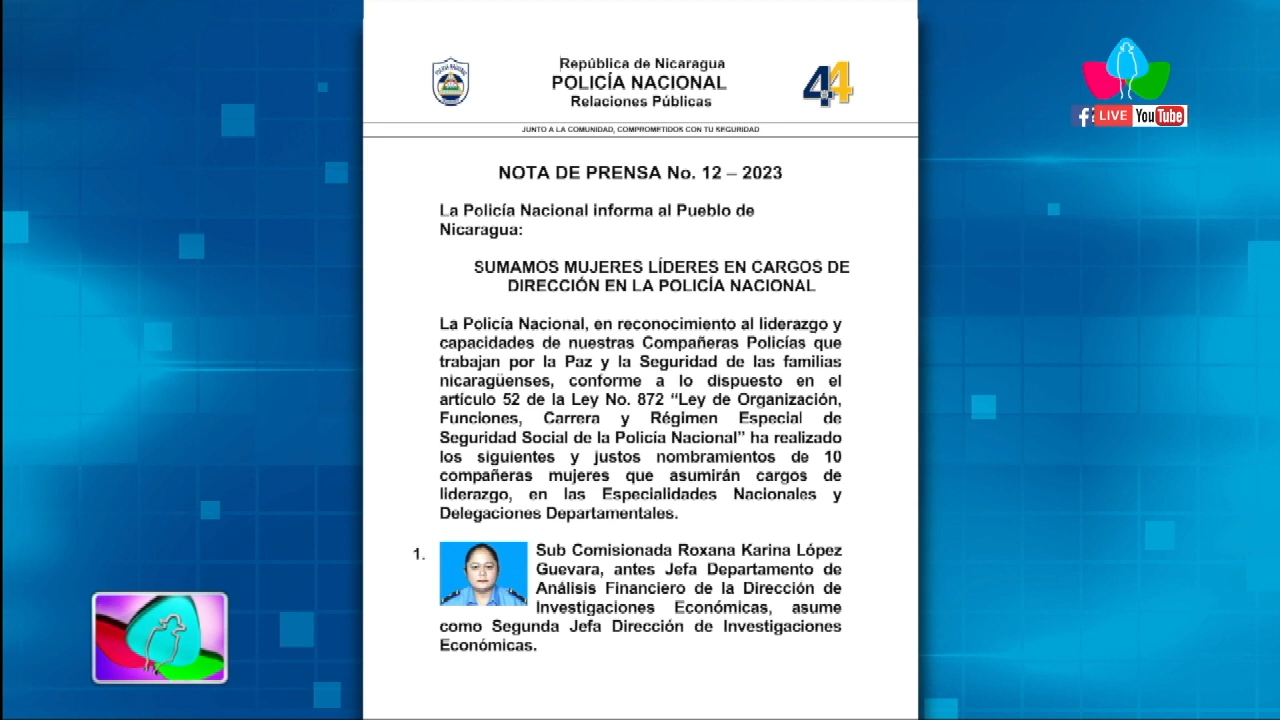 República de Nicaragua
POLICÍA NACIONAL
Relaciones Públicas
44
JUNTO A LA COMUNIDAD, COMPROMETIDOS CON TU SEGURIDAD
LIVE YouTube
NOTA DE PRENSA No. 12 – 2023
La Policía Nacional informa al Pueblo de
Nicaragua:
SUMAMOS MUJERES LÍDERES EN CARGOS DE
DIRECCIÓN EN LA POLICÍA NACIONAL
La Policía Nacional, en reconocimiento al liderazgo y
capacidades de nuestras Compañeras Policías que
trabajan por la Paz y la Seguridad de las familias
nicaragüenses, conforme a lo dispuesto en el
artículo 52 de la Ley No. 872 “Ley de Organización,
Funciones, Carrera y Régimen Especial de
Seguridad Social de la Policía Nacional” ha realizado
los siguientes y justos nombramientos de 10
compañeras mujeres que asumirán cargos de
liderazgo, en las Especialidades Nacionales y
Delegaciones Departamentales.
1. Sub Comisionada Roxana Karina López
Guevara, antes Jefa Departamento de
Análisis Financiero de la Dirección de
Investigaciones Económicas, asume
como Segunda Jefa Dirección de Investigaciones
Económicas.